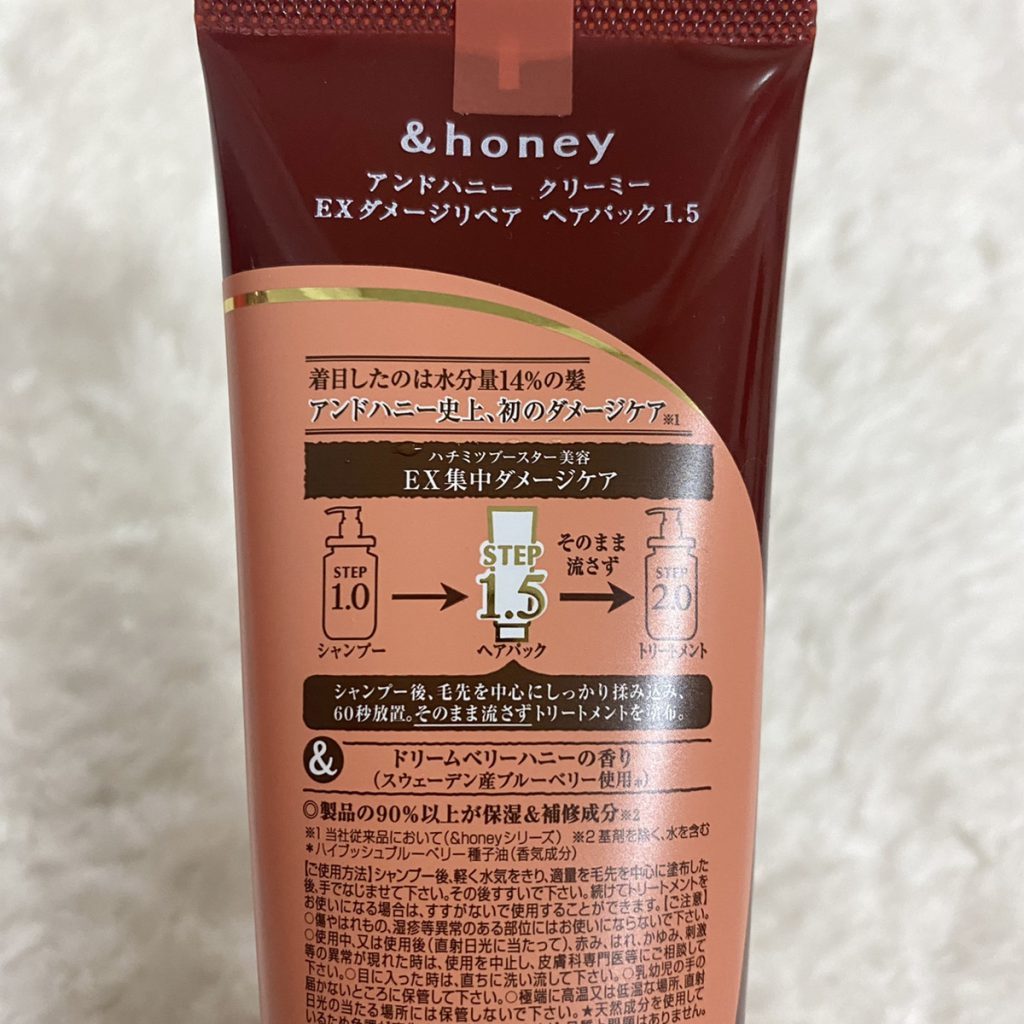 &honey
アンドハニー クリーミー
EXダメージリペア ヘアパック1.5
着目したのは水分量14%の髪
アンドハニー史上、初のダメージケア※1
ハチミツブースター美容
EX集中ダメージケア
STEP
1.0
シャンプー
STEP
1.5
ヘアパック
そのまま
流さず
STEP
2.0
トリートメント
シャンプー後、毛先を中心にしっかり揉み込み、
60秒放置。そのまま流さずトリートメントを塗布。
& ドリームベリーハニーの香り
(スウェーデン産ブルーベリー使用*)
◎製品の90%以上が保湿&補修成分※2
※1 当社従来品において(&honeyシリーズ) ※2 基剤を除く、水を含む
*ハイブッシュブルーベリー種子油(香気成分)
【ご使用方法】シャンプー後、軽く水気をきり、適量を毛先を中心に塗布した
後、手でなじませて下さい。その後すすいで下さい。続けてトリートメントを
お使いになる場合は、すすがないで使用することができます。【ご注意】
○傷やはれもの、湿疹等異常のある部位にはお使いにならないで下さい。
○使用中、又は使用後(直射日光に当たって)、赤み、はれ、かゆみ、刺激
等の異常が現れた時は、使用を中止し、皮膚科専門医等にご相談して
下さい。○目に入った時は、直ちに洗い流して下さい。○乳幼児の手の
届かないところに保管して下さい。○極端に高温又は低温な場所、直射
日光の当たる場所には保管しないで下さい。★天然成分を使用して